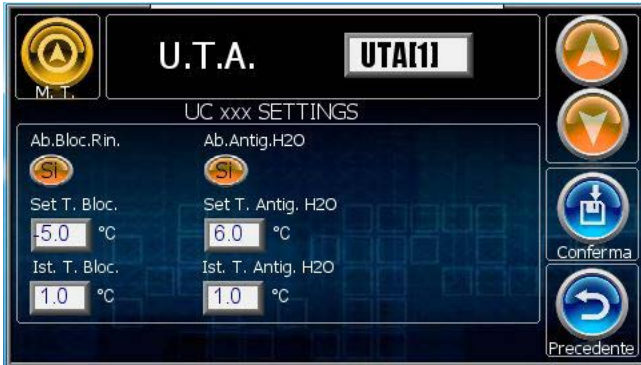 U.T.A. UTA[1]
M. T.
UC xxx SETTINGS
Ab.Bloc.Rin. Ab.Antig.H2O
Si Si
Set T. Bloc. Set T. Antig. H2O
-5.0 °C 6.0 °C
Ist. T. Bloc. Ist. T. Antig. H2O
1.0 °C 1.0 °C
Conferma
Precedente